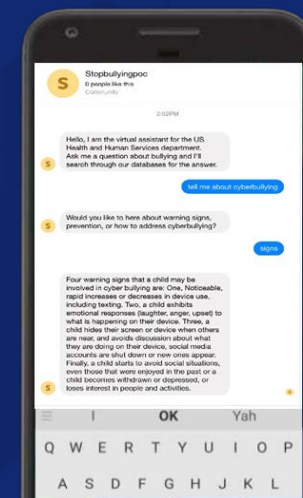 Stopbullyingpoc
0 people like this
Community
2:02PM
Hello, I am the virtual assistant for the US
Health and Human Services department.
Ask me a question about bullying and I'll
search through our databases for the answer.
S
tell me about cyberbullying
Would you like to here about warning signs,
prevention, or how to address cyberbullying?
S
signs
Four warning signs that a child may be
involved in cyber bullying are: One, Noticeable,
rapid increases or decreases in device use,
including texting. Two, a child exhibits
emotional responses (laughter, anger, upset) to
what is happening on their device. Three, a
child hides their screen or device when others
are near, and avoids discussion about what
they are doing on their device, social media
accounts are shut down or new ones appear.
Finally, a child starts to avoid social situations,
even those that were enjoyed in the past or a
child becomes withdrawn or depressed, or
loses interest in people and activities.
S
I OK Yah
Q W E R T Y U I O P
A S D F G H J K L